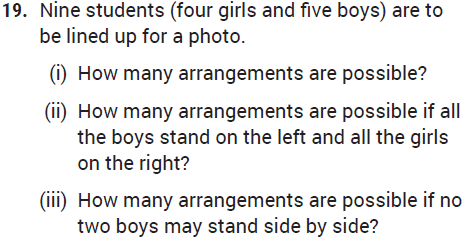 19. Nine students (four girls and five boys) are to
be lined up for a photo.
(i) How many arrangements are possible?
(ii) How many arrangements are possible if all
the boys stand on the left and all the girls
on the right?
(iii) How many arrangements are possible if no
two boys may stand side by side?